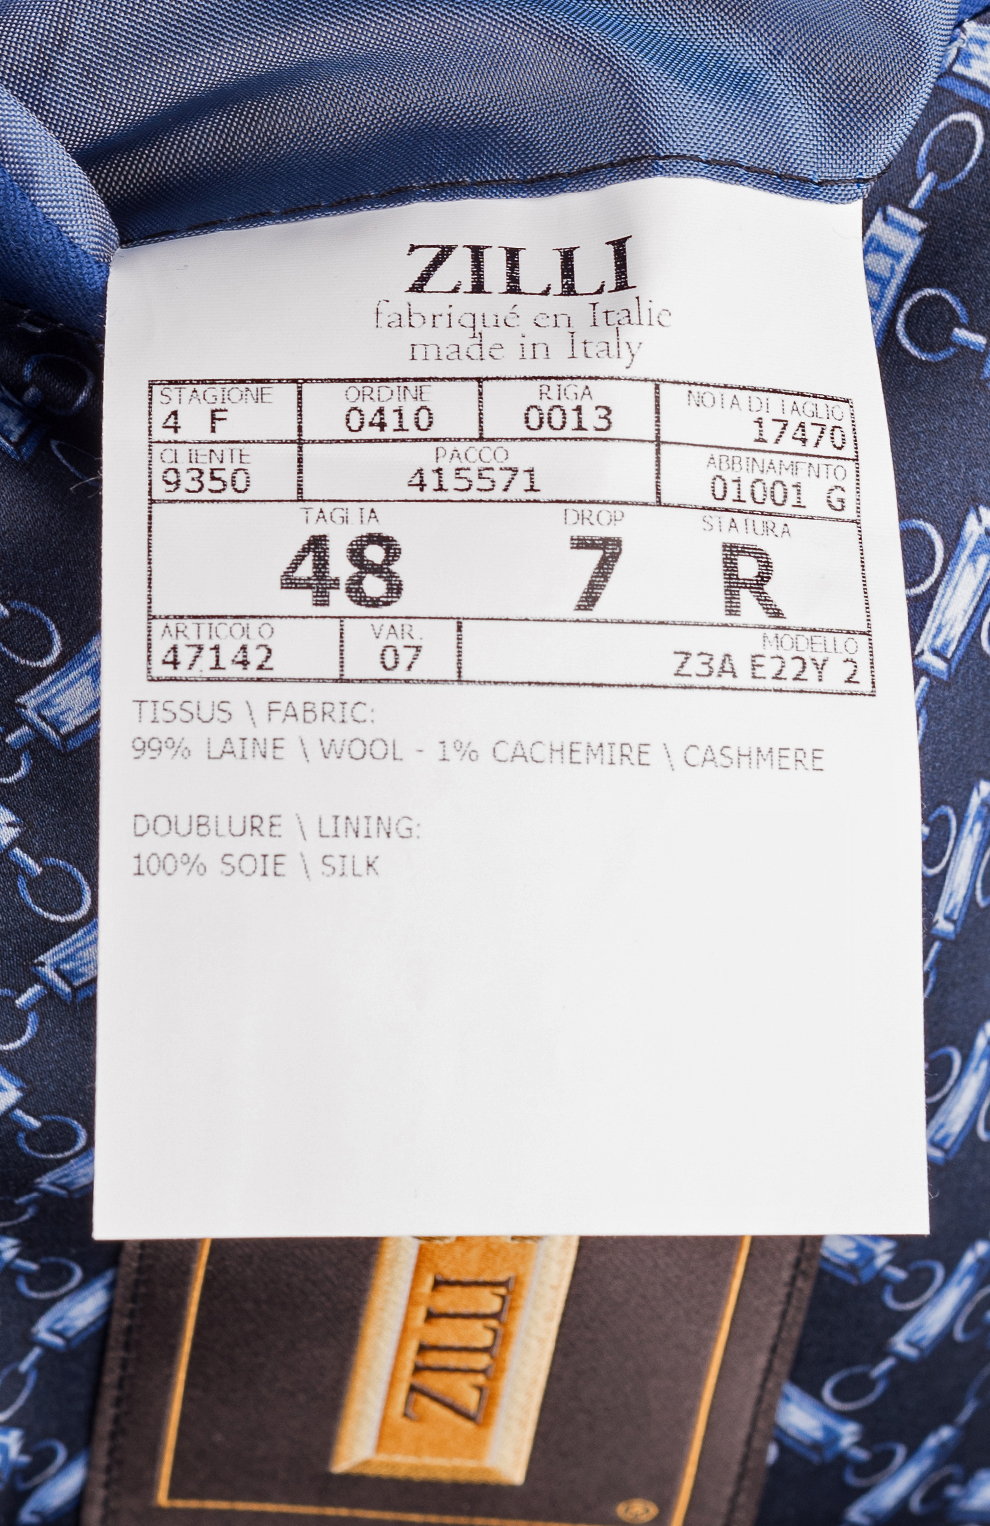 ZILLI
fabriqué en Italie
made in Italy
STAGIONE ORDINE RIGA NOTA DI TAGLIO
4 F 0410 0013 17470
CLIENTE PACCO ABBINAMENTO
9350 415571 01001 G
TAGLIA DROP STATURA
48 7 R
ARTICOLO VAR. MODELLO
47142 07 Z3A E22Y 2
TISSUS \ FABRIC:
99% LAINE \ WOOL - 1% CACHEMIRE \ CASHMERE
DOUBLURE \ LINING:
100% SOIE \ SILK
ZILLI
®